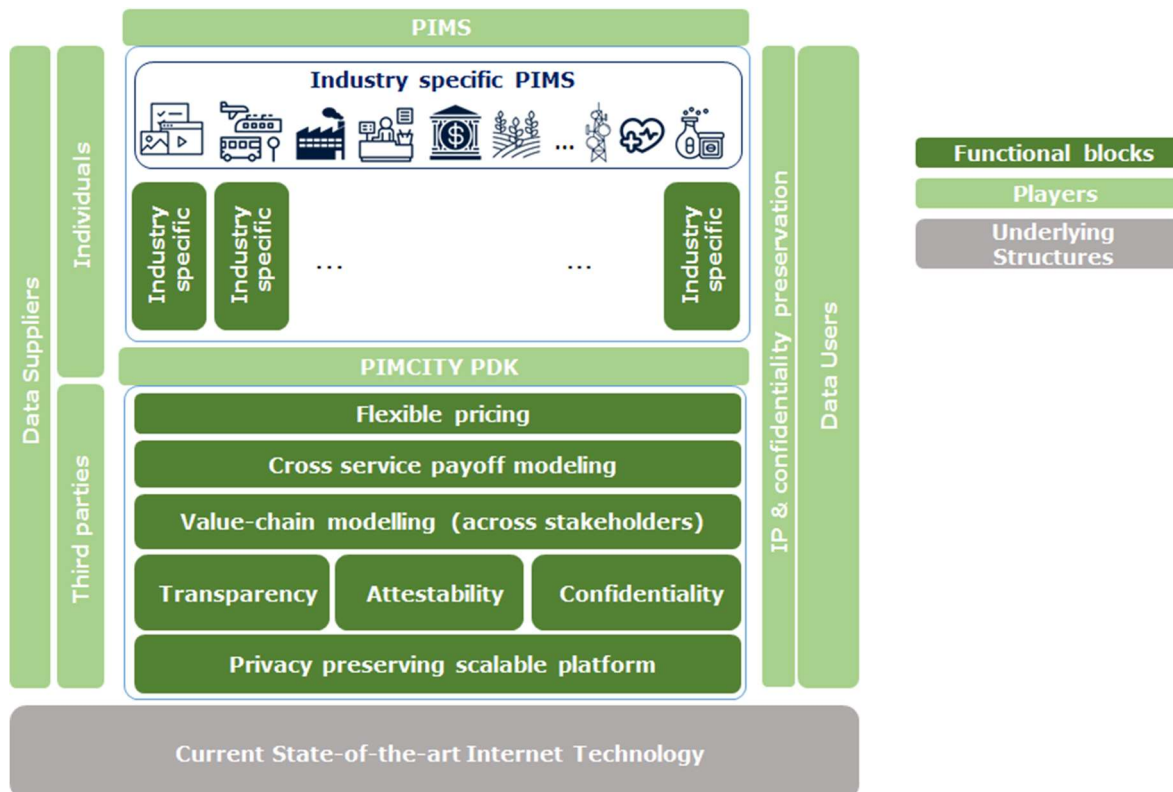 PIMS
Industry specific PIMS
...
Industry
specific
Industry
specific
...
...
Industry
specific
Data Suppliers
Individuals
Third parties
PIMCITY PDK
Flexible pricing
Cross service payoff modeling
Value-chain modelling (across stakeholders)
Transparency
Attestability
Confidentiality
Privacy preserving scalable platform
IP & confidentiality preservation
Data Users
Current State-of-the-art Internet Technology
Functional blocks
Players
Underlying
Structures